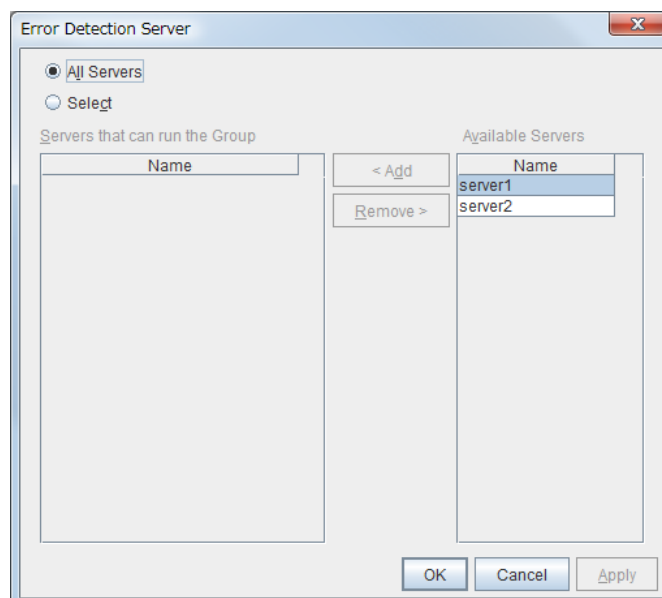 Error Detection Server
All Servers
Select
Servers that can run the Group
Available Servers
Name
< Add
Remove >
Name
server1
server2
OK
Cancel
Apply